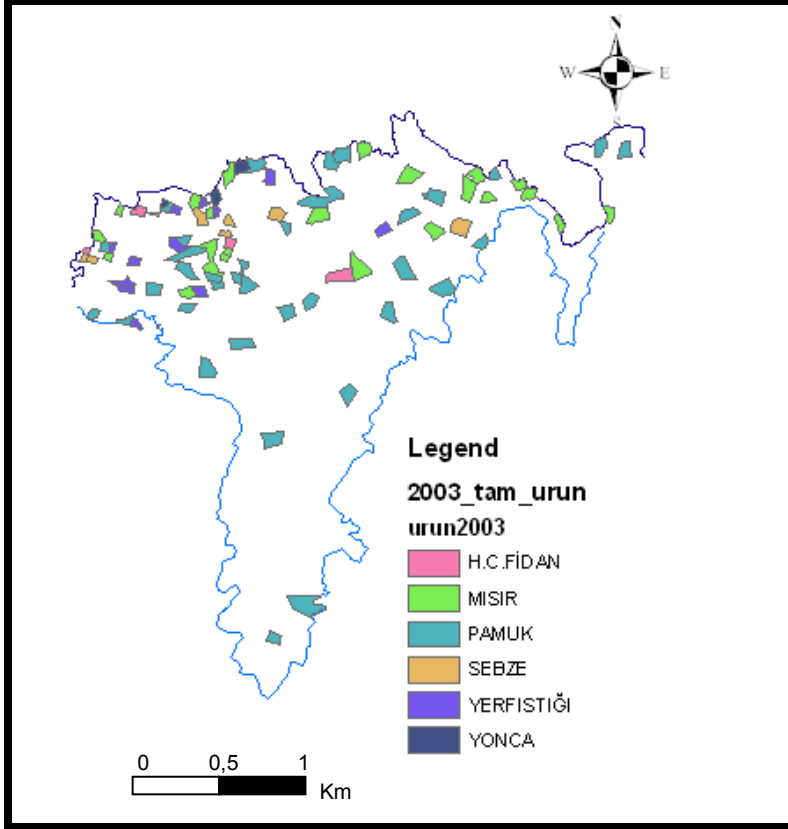 N
W E
S
Legend
2003_tam_urun
urun2003
H.C.FİDAN
MISIR
PAMUK
SEBZE
YERFISTIĞI
YONCA
0 0,5 1
Km